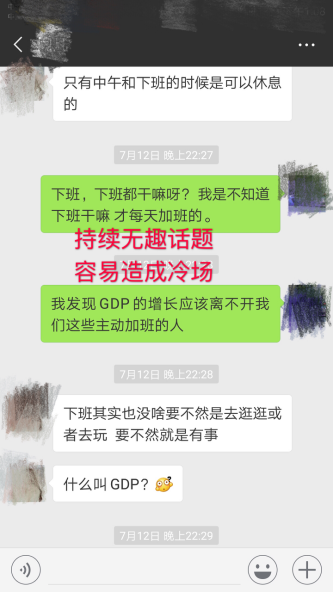 只有中午和下班的时候是可以休息
的
7月12日 晚上22:27
下班，下班都干嘛呀？我是不知道
下班干嘛 才每天加班的。
持续无趣话题
容易造成冷场
我发现 GDP 的增长应该离不开我
们这些主动加班的人
7月12日 晚上22:28
下班其实也没啥要不然是去逛逛或
者去玩 要不然就是有事
什么叫 GDP？
7月12日 晚上22:29